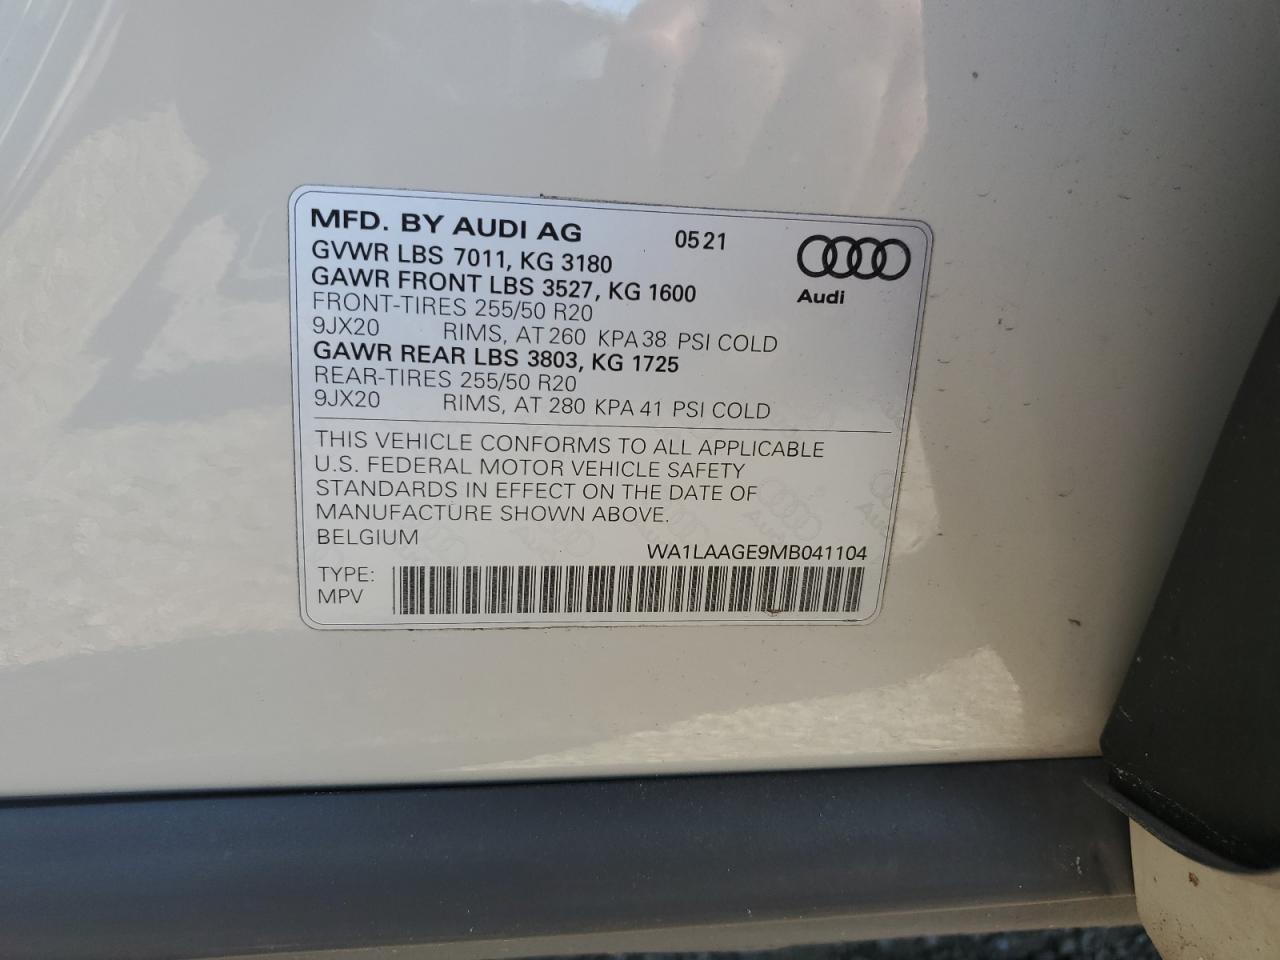 MFD. BY AUDI AG 05 21
GVWR LBS 7011, KG 3180
GAWR FRONT LBS 3527, KG 1600
Audi
FRONT-TIRES 255/50 R20
9JX20 RIMS, AT 260 KPA 38 PSI COLD
GAWR REAR LBS 3803, KG 1725
REAR-TIRES 255/50 R20
9JX20 RIMS, AT 280 KPA 41 PSI COLD
THIS VEHICLE CONFORMS TO ALL APPLICABLE
U.S. FEDERAL MOTOR VEHICLE SAFETY
STANDARDS IN EFFECT ON THE DATE OF
MANUFACTURE SHOWN ABOVE.
BELGIUM WA1LAAGE9MB041104
TYPE:
MPV